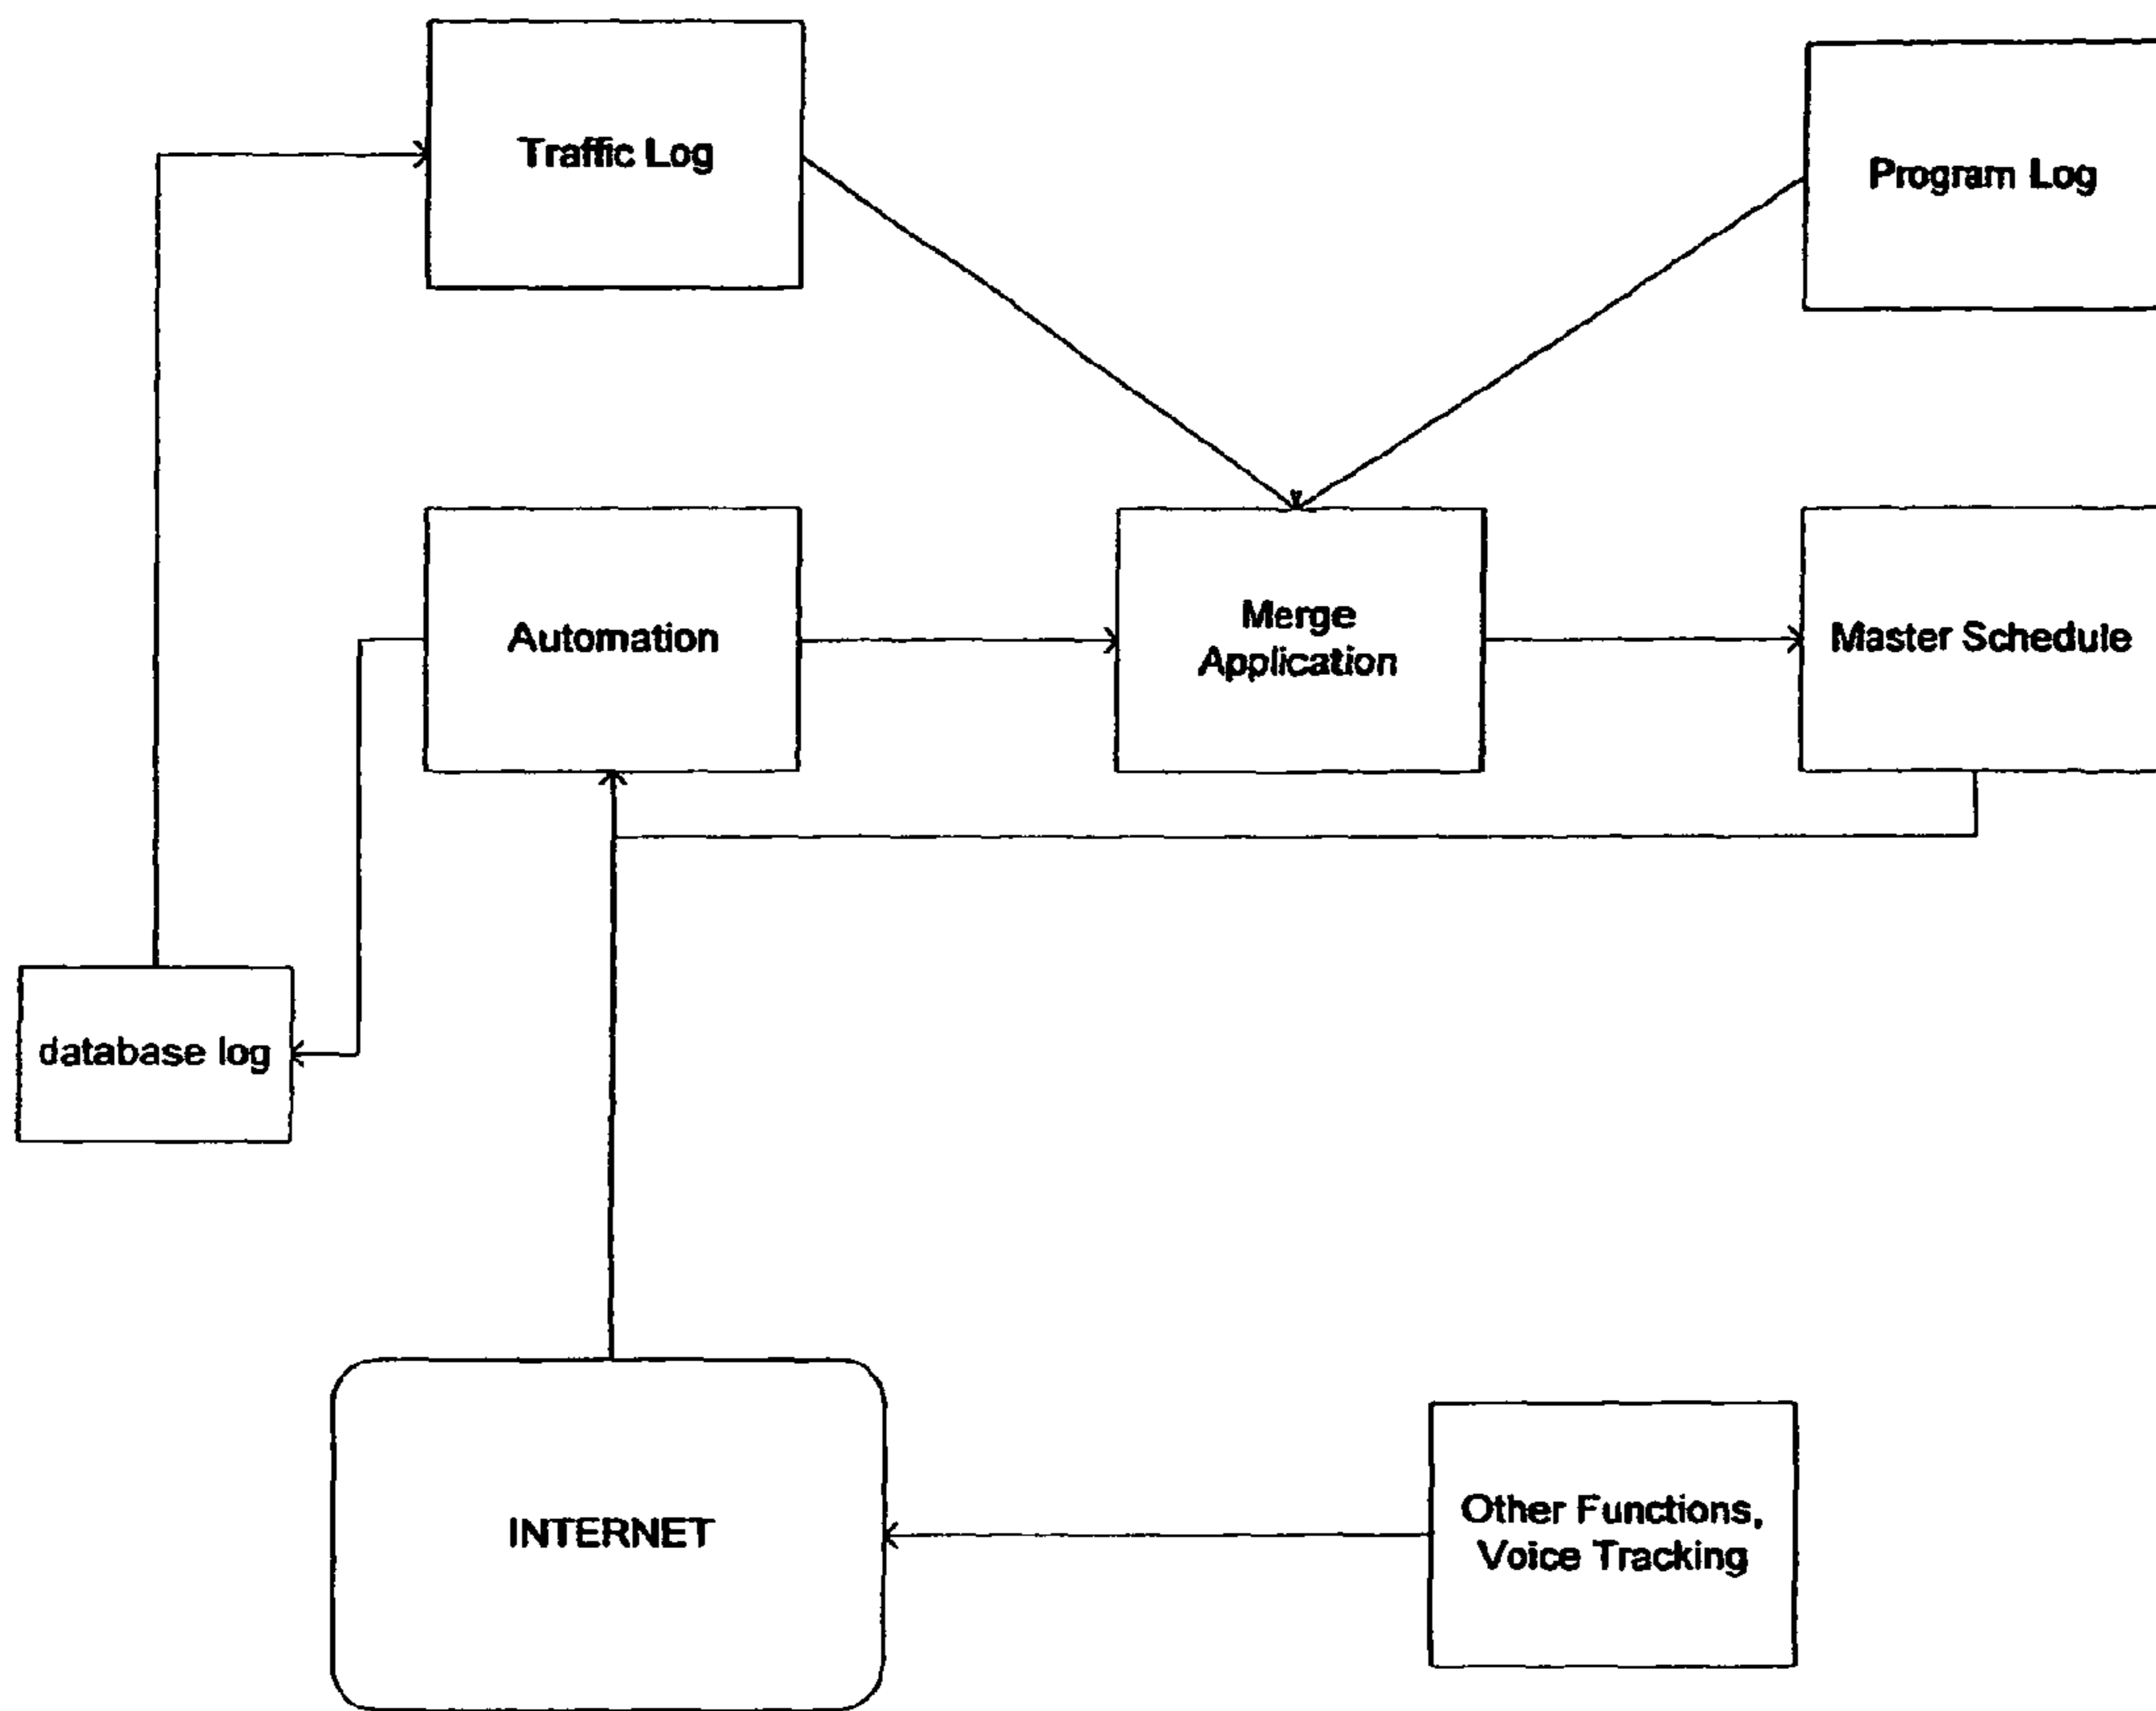 Traffic Log
Program Log
Automation
Merge
Application
Master Schedule
database log
INTERNET
Other Functions,
Voice Tracking